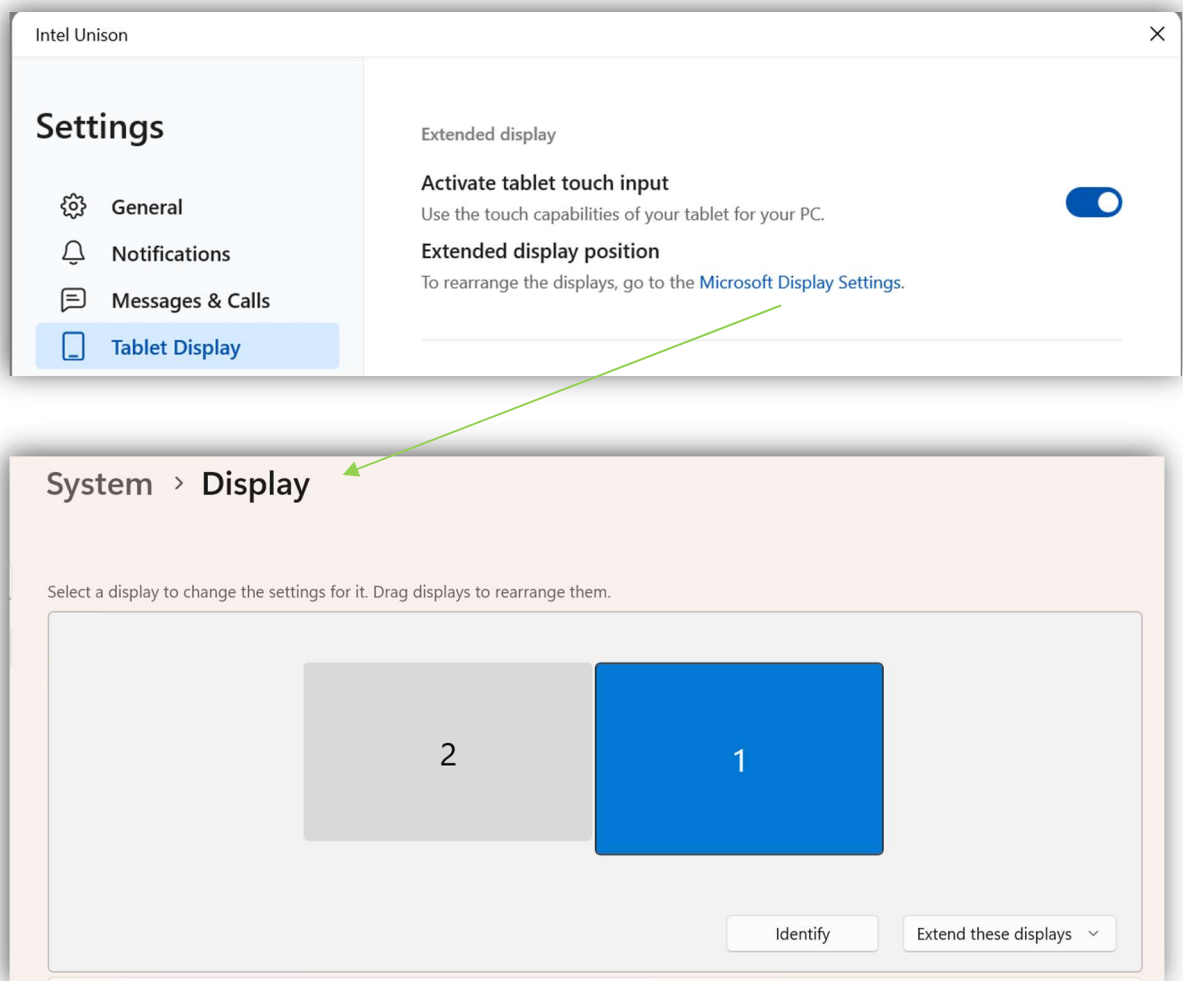 Intel Unison
Settings
General
Notifications
Messages & Calls
Tablet Display
Extended display
Activate tablet touch input
Use the touch capabilities of your tablet for your PC.
Extended display position
To rearrange the displays, go to the Microsoft Display Settings.
System > Display
Select a display to change the settings for it. Drag displays to rearrange them.
2
1
Identify
Extend these displays